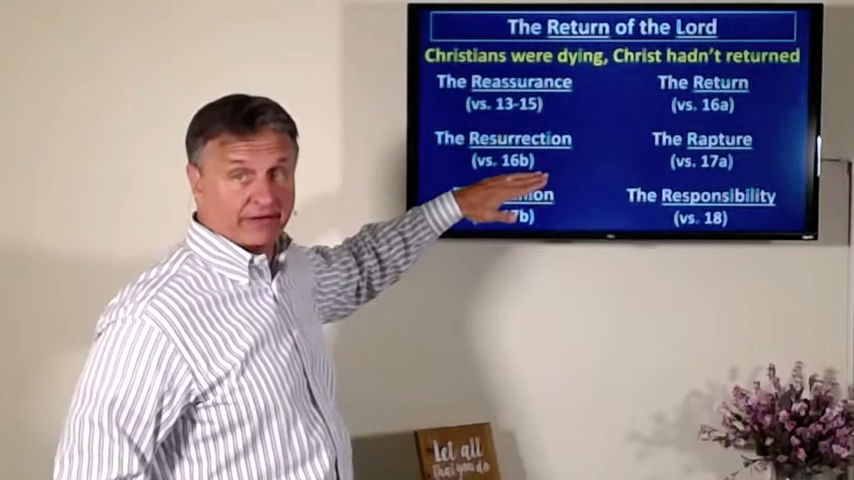 The Return of the Lord
Christians were dying, Christ hadn't returned
The Reassurance
(vs. 13-15)
The Return
(vs. 16a)
The Resurrection
(vs. 16b)
The Rapture
(vs. 17a)
The Responsibility
(vs. 18)
Let all
that you do